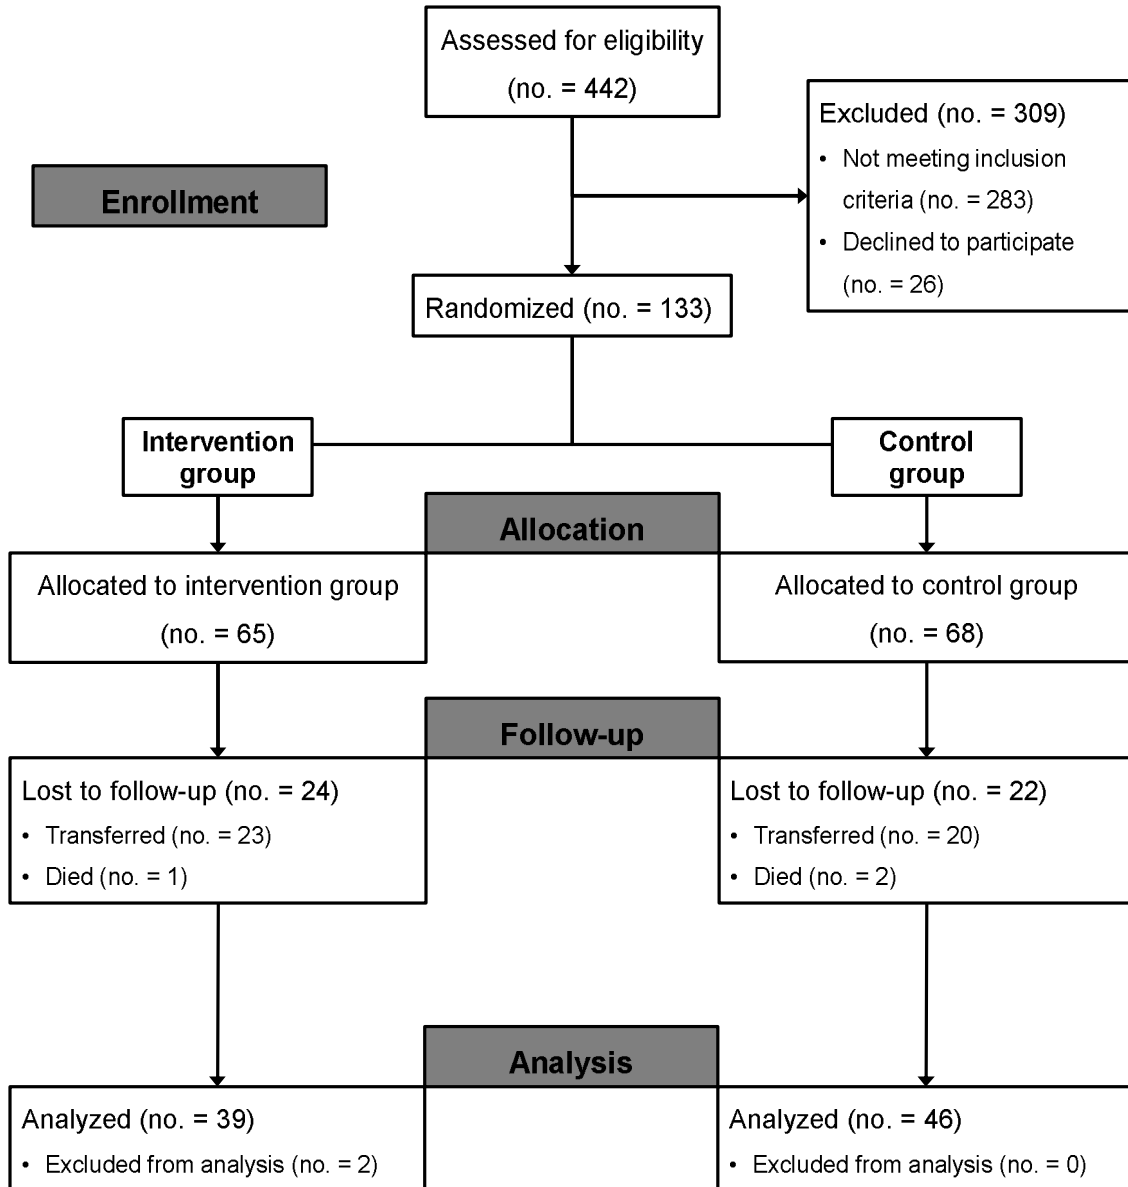 Assessed for eligibility
(no. = 442)
Excluded (no. = 309)
• Not meeting inclusion
criteria (no. = 283)
• Declined to participate
(no. = 26)
Enrollment
Randomized (no. = 133)
Intervention
group
Control
group
Allocation
Allocated to intervention group
(no. = 65)
Allocated to control group
(no. = 68)
Follow-up
Lost to follow-up (no. = 24)
• Transferred (no. = 23)
• Died (no. = 1)
Lost to follow-up (no. = 22)
• Transferred (no. = 20)
• Died (no. = 2)
Analysis
Analyzed (no. = 39)
• Excluded from analysis (no. = 2)
Analyzed (no. = 46)
• Excluded from analysis (no. = 0)